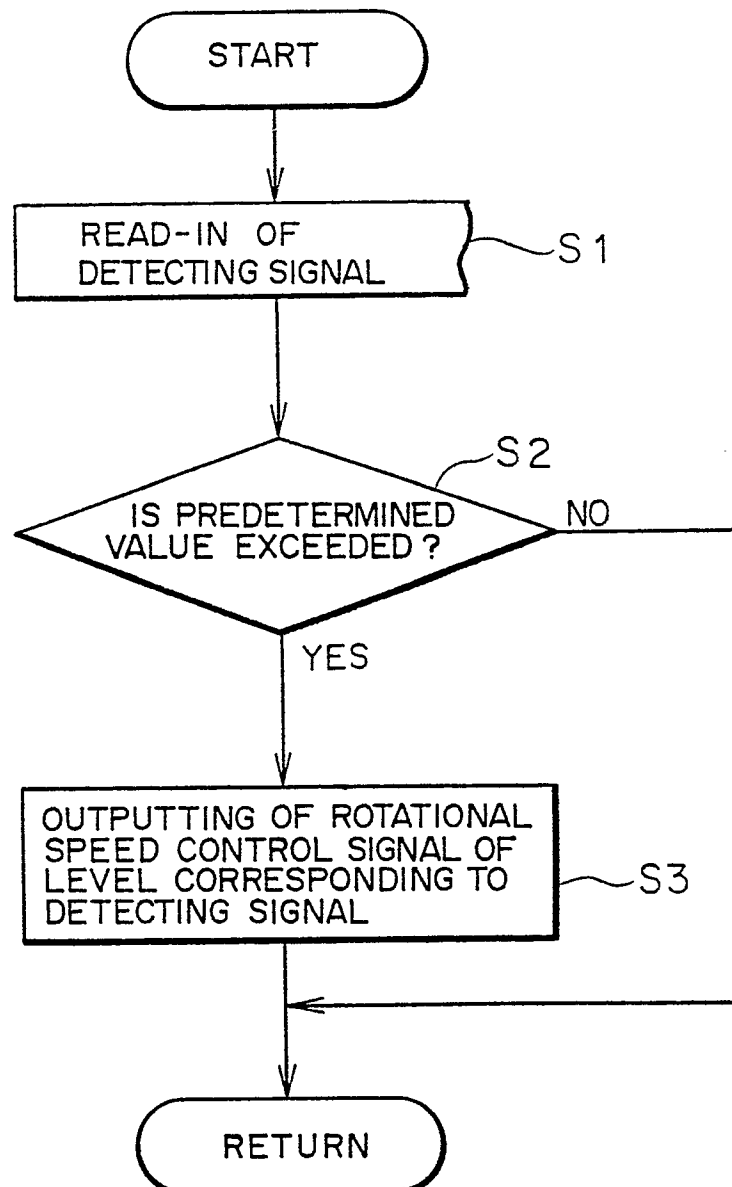 START
READ-IN OF
DETECTING SIGNAL
S1
S2
IS PREDETERMINED
VALUE EXCEEDED?
NO
YES
OUTPUTTING OF ROTATIONAL
SPEED CONTROL SIGNAL OF
LEVEL CORRESPONDING TO
DETECTING SIGNAL
S3
RETURN